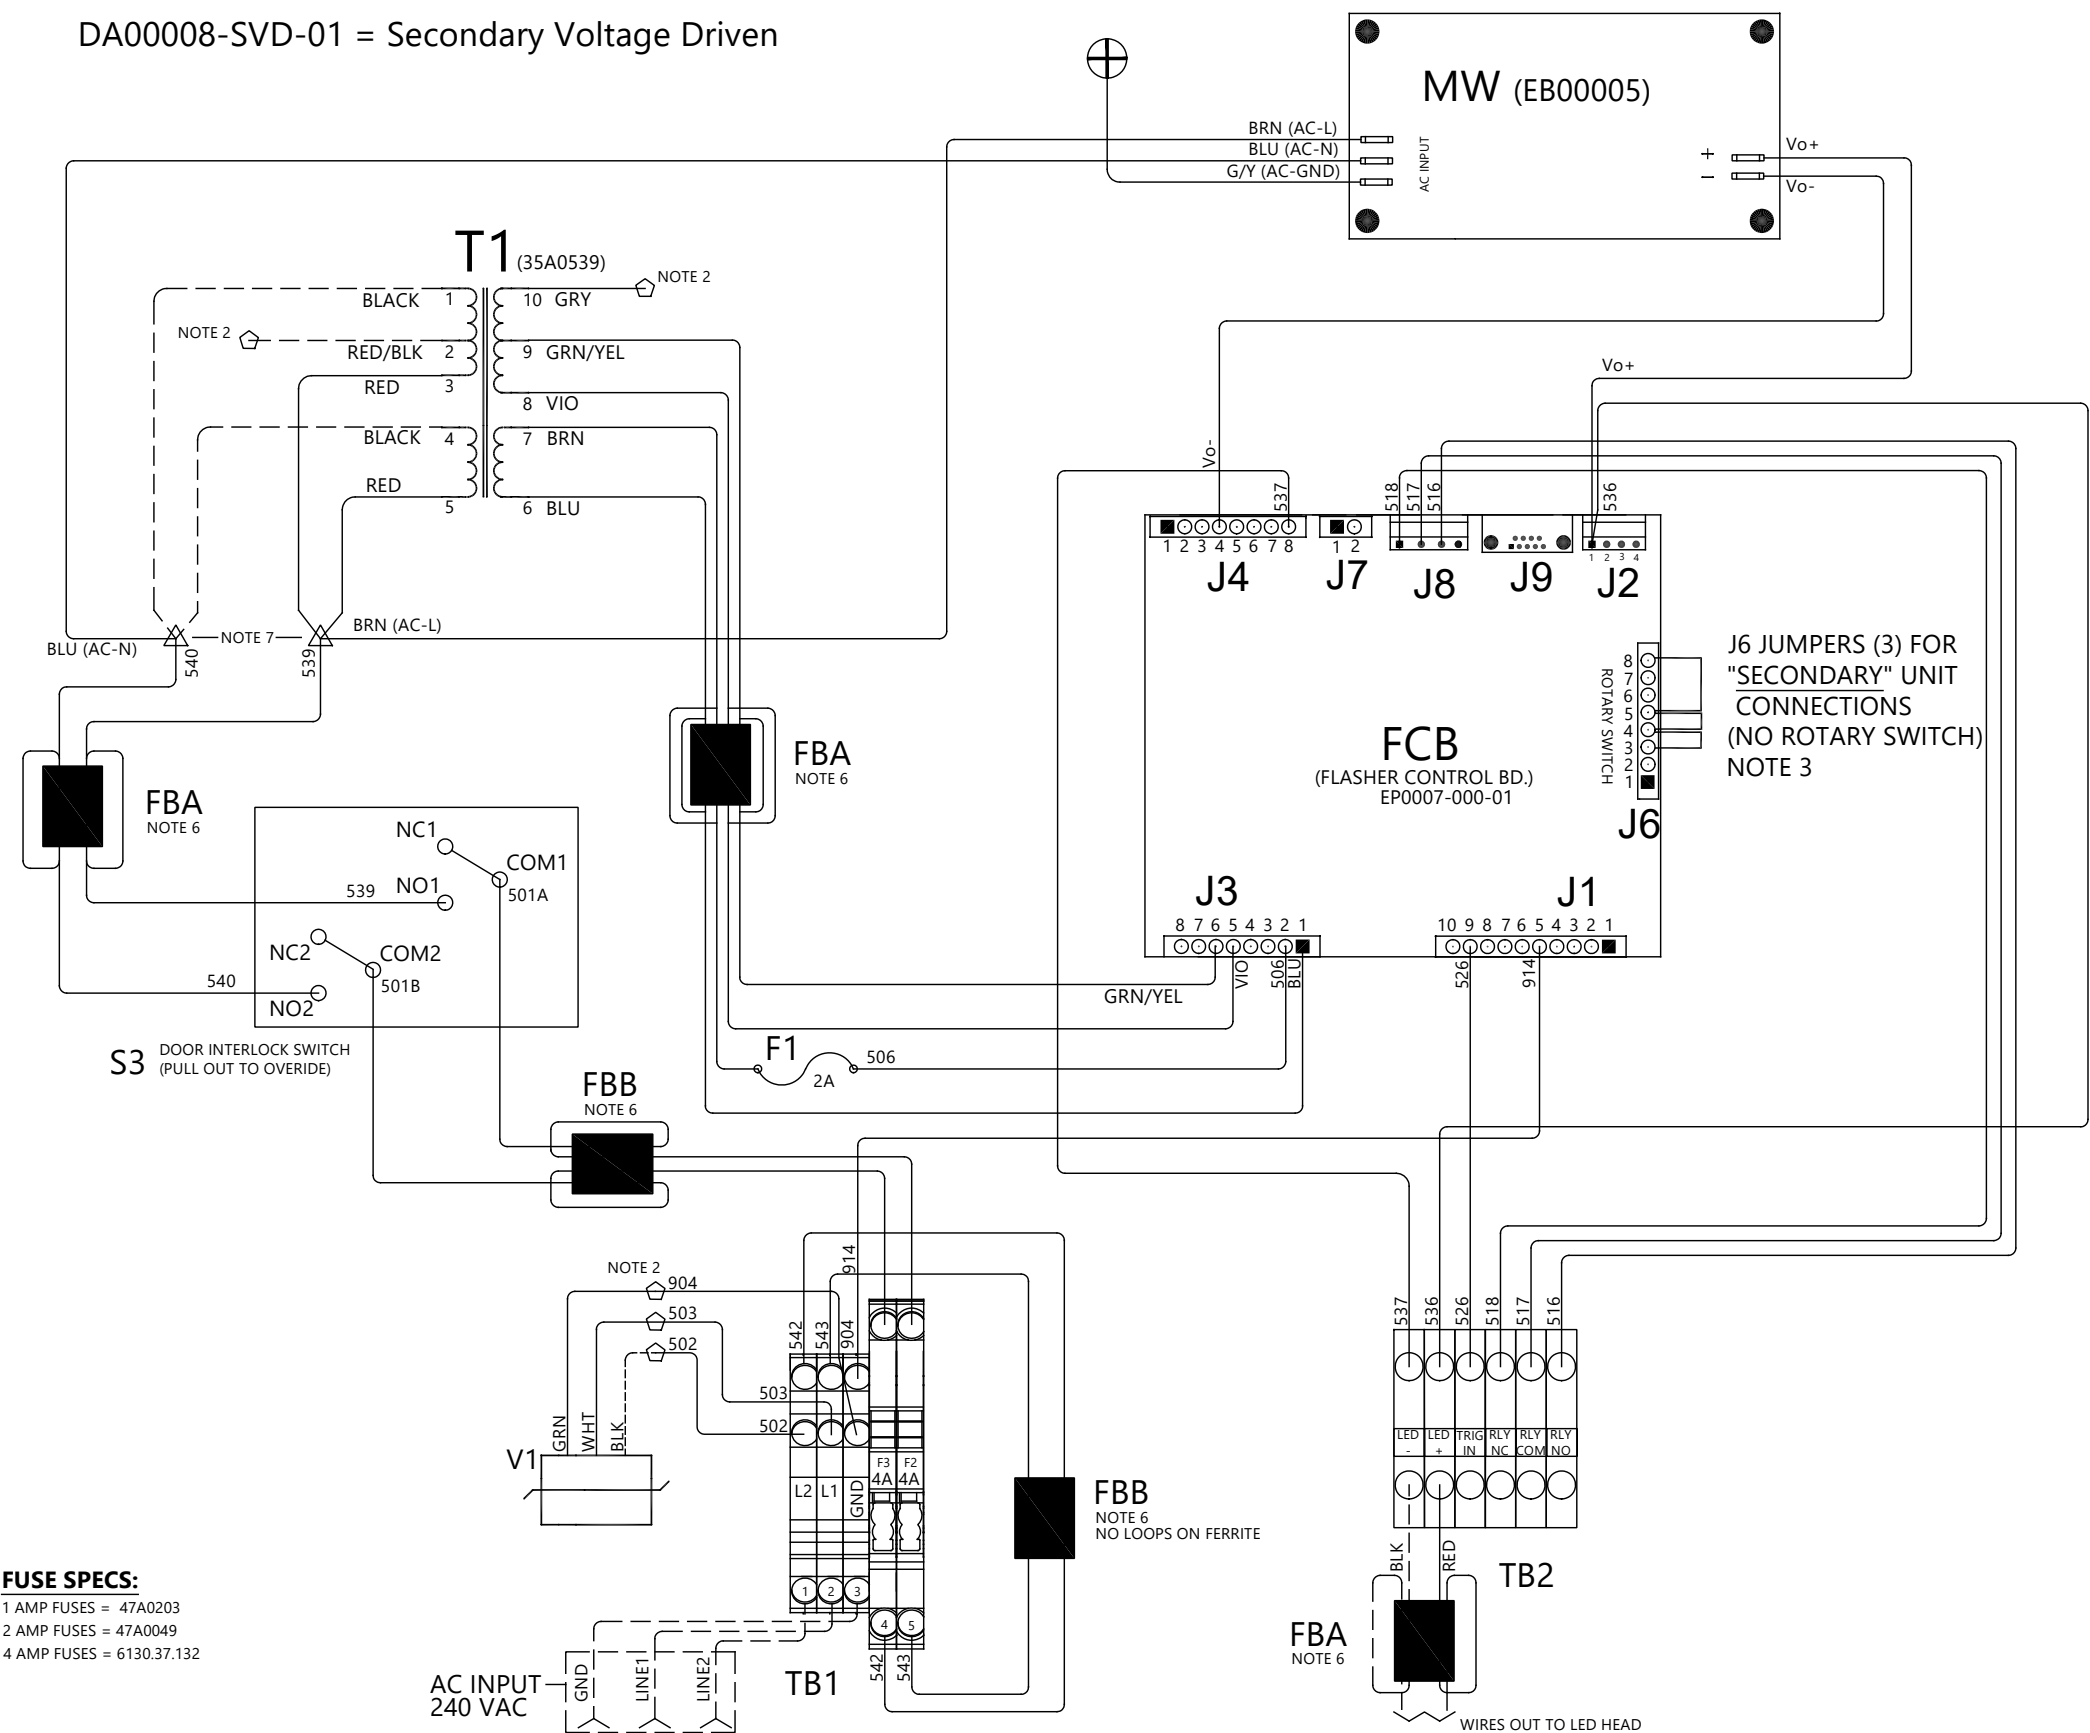 DA00008-SVD-01 = Secondary Voltage Driven
MW (EB00005)
BRN (AC-L)
BLU (AC-N)
G/Y (AC-GND)
AC INPUT
+
−
Vo+
Vo-
T1 (35A0539)
BLACK 1
NOTE 2
RED/BLK 2
RED 3
BLACK 4
RED 5
10 GRY
NOTE 2
9 GRN/YEL
8 VIO
7 BRN
6 BLU
Vo+
Vo-
537
518
517
516
536
1 2 3 4 5 6 7 8
J4
1 2
J7
J8
J9
1 2 3 4
J2
BLU (AC-N)
NOTE 7
BRN (AC-L)
540
539
FBA
NOTE 6
FBA
NOTE 6
FCB
(FLASHER CONTROL BD.)
EP0007-000-01
ROTARY SWITCH
8
7
6
5
4
3
2
1
J6
J6 JUMPERS (3) FOR
"SECONDARY" UNIT
CONNECTIONS
(NO ROTARY SWITCH)
NOTE 3
NC1
COM1
501A
539 NO1
NC2
COM2
501B
540
NO2
S3 DOOR INTERLOCK SWITCH
(PULL OUT TO OVERIDE)
J3
8 7 6 5 4 3 2 1
J1
10 9 8 7 6 5 4 3 2 1
GRN/YEL
VIO
506
BLU
526
914
F1
2A
506
FBB
NOTE 6
NOTE 2
904
503
502
GRN
WHT
BLK
V1
914
542
543
904
503
502
L2
L1
GND
F3
4A
F2
4A
1
2
3
4
5
542
543
TB1
FBB
NOTE 6
NO LOOPS ON FERRITE
537
536
526
518
517
516
LED -
LED +
TRIG IN
RLY NC
RLY COM
RLY NO
TB2
BLK
RED
FBA
NOTE 6
WIRES OUT TO LED HEAD
FUSE SPECS:
1 AMP FUSES = 47A0203
2 AMP FUSES = 47A0049
4 AMP FUSES = 6130.37.132
AC INPUT
240 VAC
GND
LINE1
LINE2